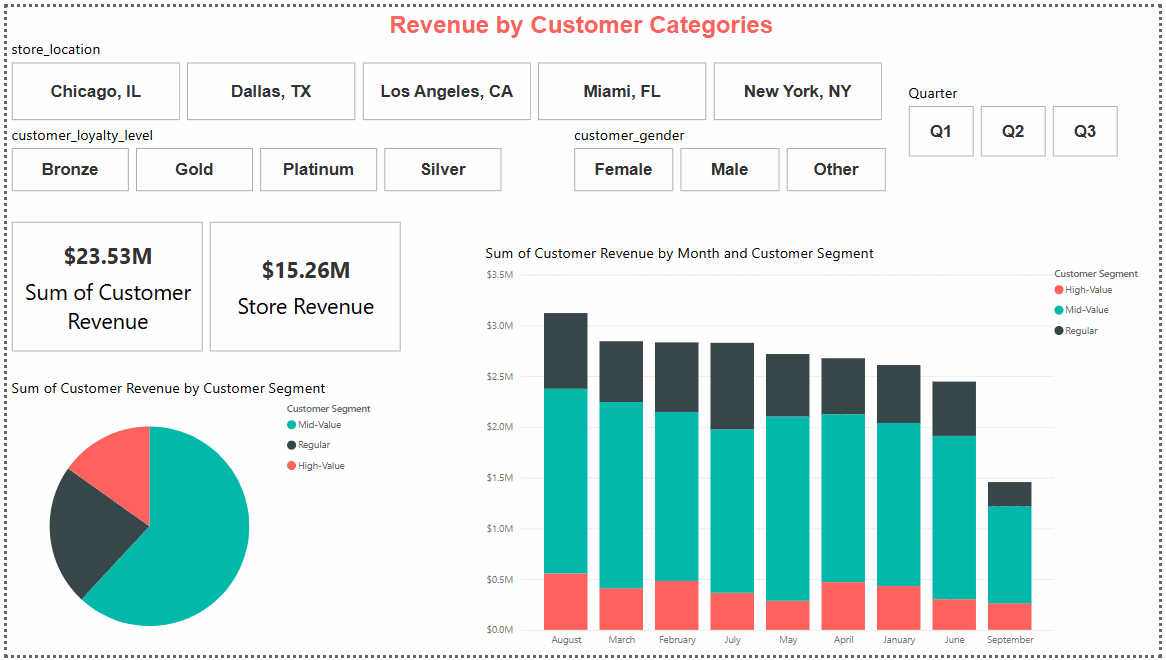 Revenue by Customer Categories
store_location
Chicago, IL
Dallas, TX
Los Angeles, CA
Miami, FL
New York, NY
Quarter
Q1
Q2
Q3
customer_loyalty_level
Bronze
Gold
Platinum
Silver
customer_gender
Female
Male
Other
$23.53M
Sum of Customer
Revenue
$15.26M
Store Revenue
Sum of Customer Revenue by Customer Segment
Customer Segment
Mid-Value
Regular
High-Value
Sum of Customer Revenue by Month and Customer Segment
Customer Segment
High-Value
Mid-Value
Regular
$3.5M
$3.0M
$2.5M
$2.0M
$1.5M
$1.0M
$0.5M
$0.0M
August
March
February
July
May
April
January
June
September